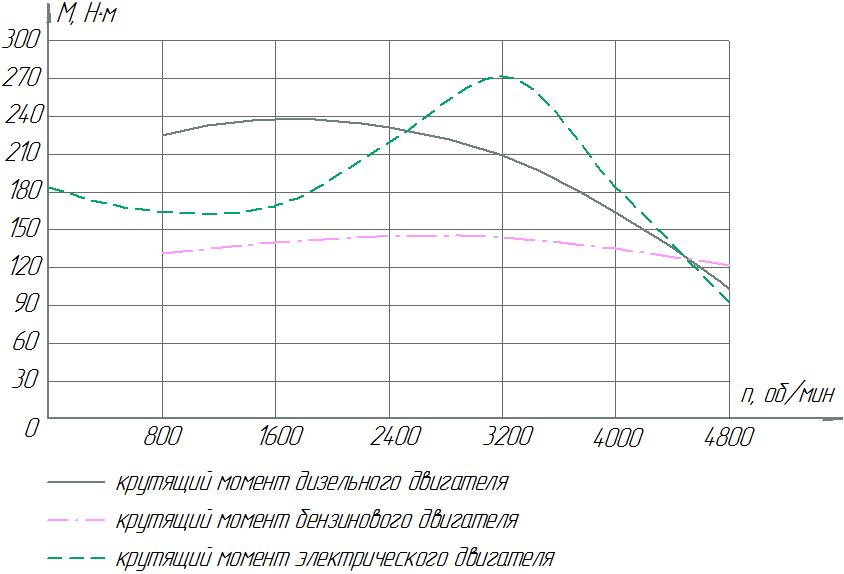 М, Н·м
300
270
240
210
180
150
120
90
60
30
0
800 1600 2400 3200 4000 4800
n, об/мин
крутящий момент дизельного двигателя
крутящий момент бензинового двигателя
крутящий момент электрического двигателя